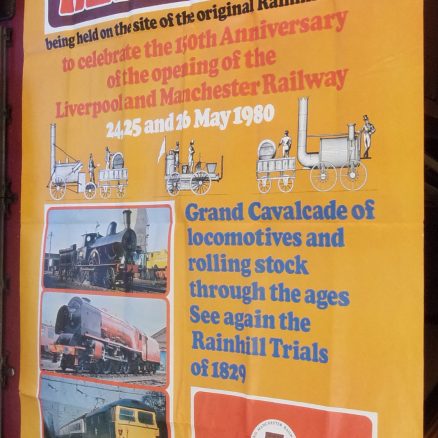 being held on the site of the original Rainhill
to celebrate the 150th Anniversary
of the opening of the
Liverpool and Manchester Railway
24,25 and 26 May 1980
Grand Cavalcade of
locomotives and
rolling stock
through the ages
See again the
Rainhill Trials
of 1829